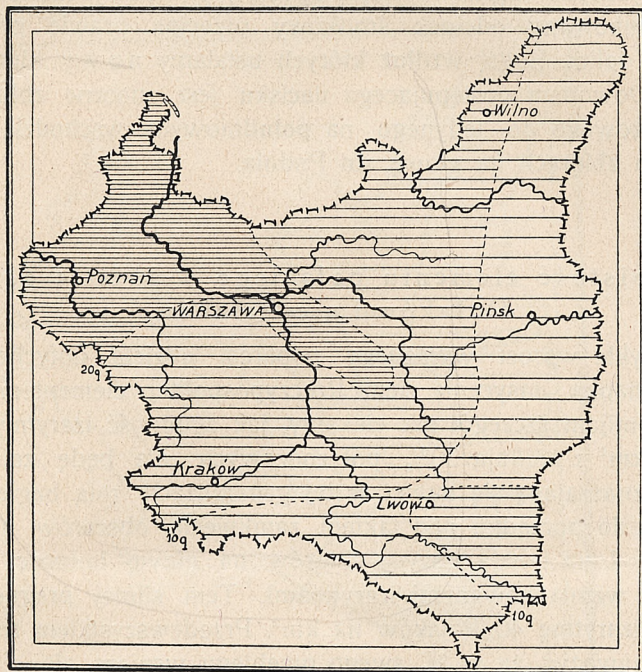 Wilno
Poznań
WARSZAWA
Pińsk
20q
Kraków
Lwów
10q
10q